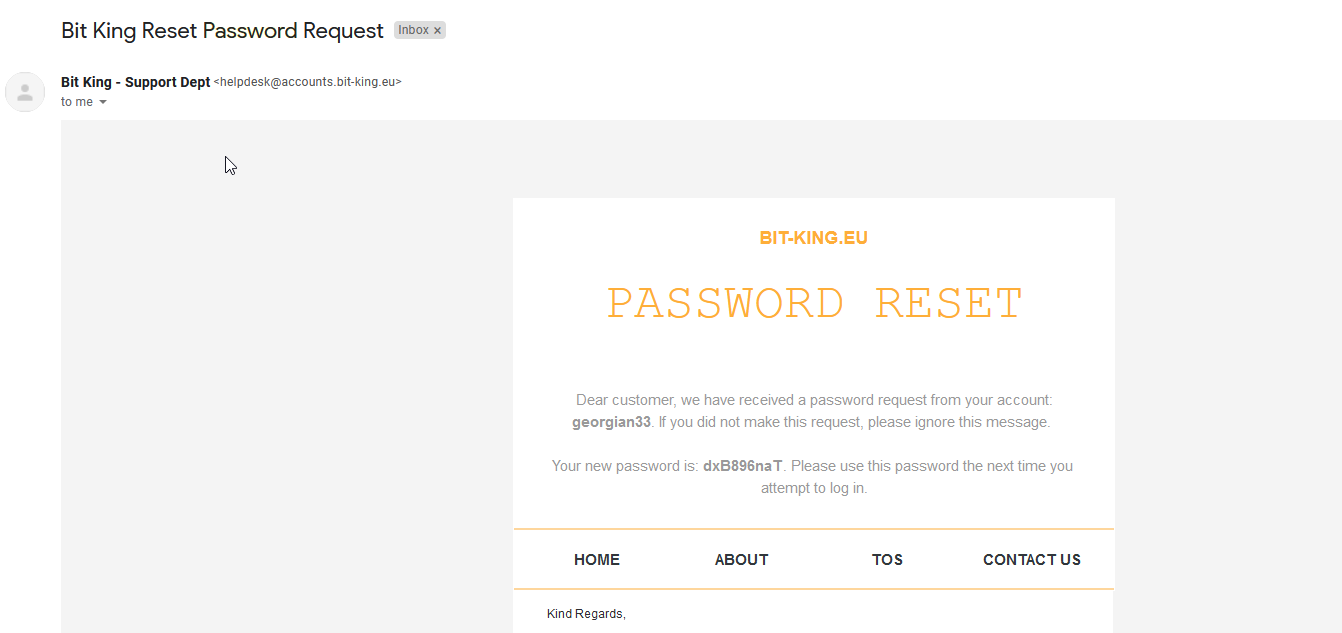 Bit King Reset Password Request Inbox x
Bit King - Support Dept <helpdesk@accounts.bit-king.eu>
to me
BIT-KING.EU
PASSWORD RESET
Dear customer, we have received a password request from your account:
georgian33. If you did not make this request, please ignore this message.
Your new password is: dxB896naT. Please use this password the next time you
attempt to log in.
HOME ABOUT TOS CONTACT US
Kind Regards,